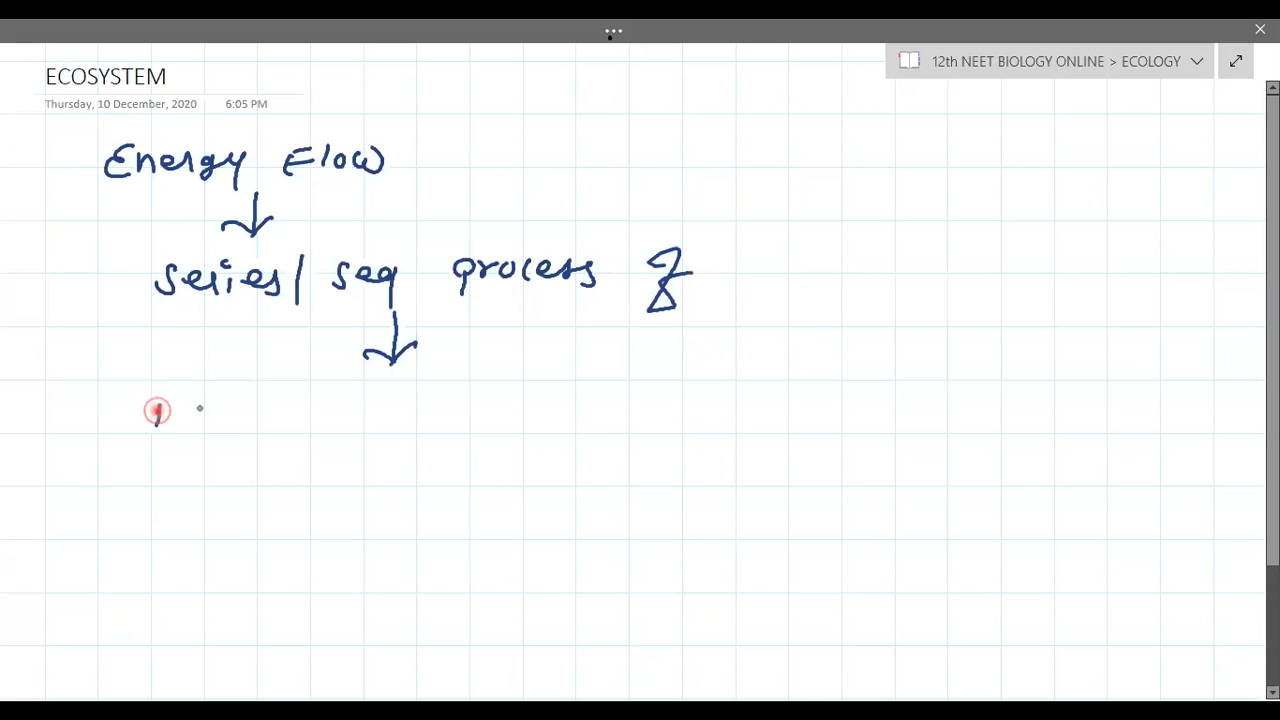 12th NEET BIOLOGY ONLINE > ECOLOGY
ECOSYSTEM
Thursday, 10 December, 2020 6:05 PM
Energy Flow
series/ seq process